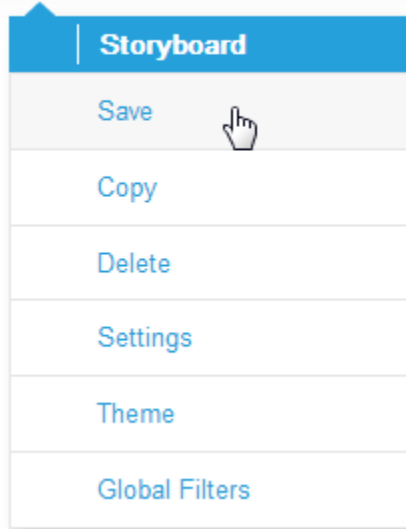 Storyboard
Save
Copy
Delete
Settings
Theme
Global Filters